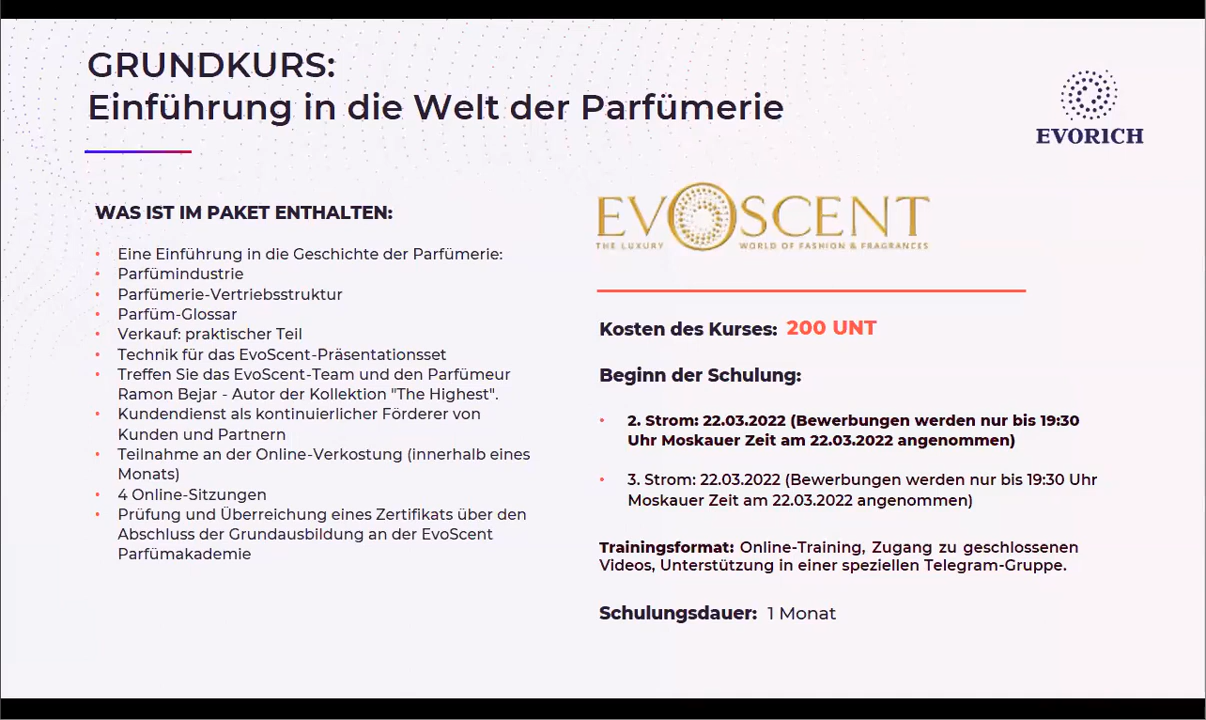 GRUNDKURS:
Einführung in die Welt der Parfümerie
EVORICH
WAS IST IM PAKET ENTHALTEN:
• Eine Einführung in die Geschichte der Parfümerie:
• Parfümindustrie
• Parfümerie-Vertriebsstruktur
• Parfüm-Glossar
• Verkauf: praktischer Teil
• Technik für das EvoScent-Präsentationsset
• Treffen Sie das EvoScent-Team und den Parfümeur
Ramon Bejar - Autor der Kollektion "The Highest".
• Kundendienst als kontinuierlicher Förderer von
Kunden und Partnern
• Teilnahme an der Online-Verkostung (innerhalb eines
Monats)
• 4 Online-Sitzungen
• Prüfung und Überreichung eines Zertifikats über den
Abschluss der Grundausbildung an der EvoScent
Parfümakademie
EVOSCENT
THE LUXURY WORLD OF FASHION & FRAGRANCES
Kosten des Kurses: 200 UNT
Beginn der Schulung:
• 2. Strom: 22.03.2022 (Bewerbungen werden nur bis 19:30
Uhr Moskauer Zeit am 22.03.2022 angenommen)
• 3. Strom: 22.03.2022 (Bewerbungen werden nur bis 19:30 Uhr
Moskauer Zeit am 22.03.2022 angenommen)
Trainingsformat: Online-Training, Zugang zu geschlossenen
Videos, Unterstützung in einer speziellen Telegram-Gruppe.
Schulungsdauer: 1 Monat